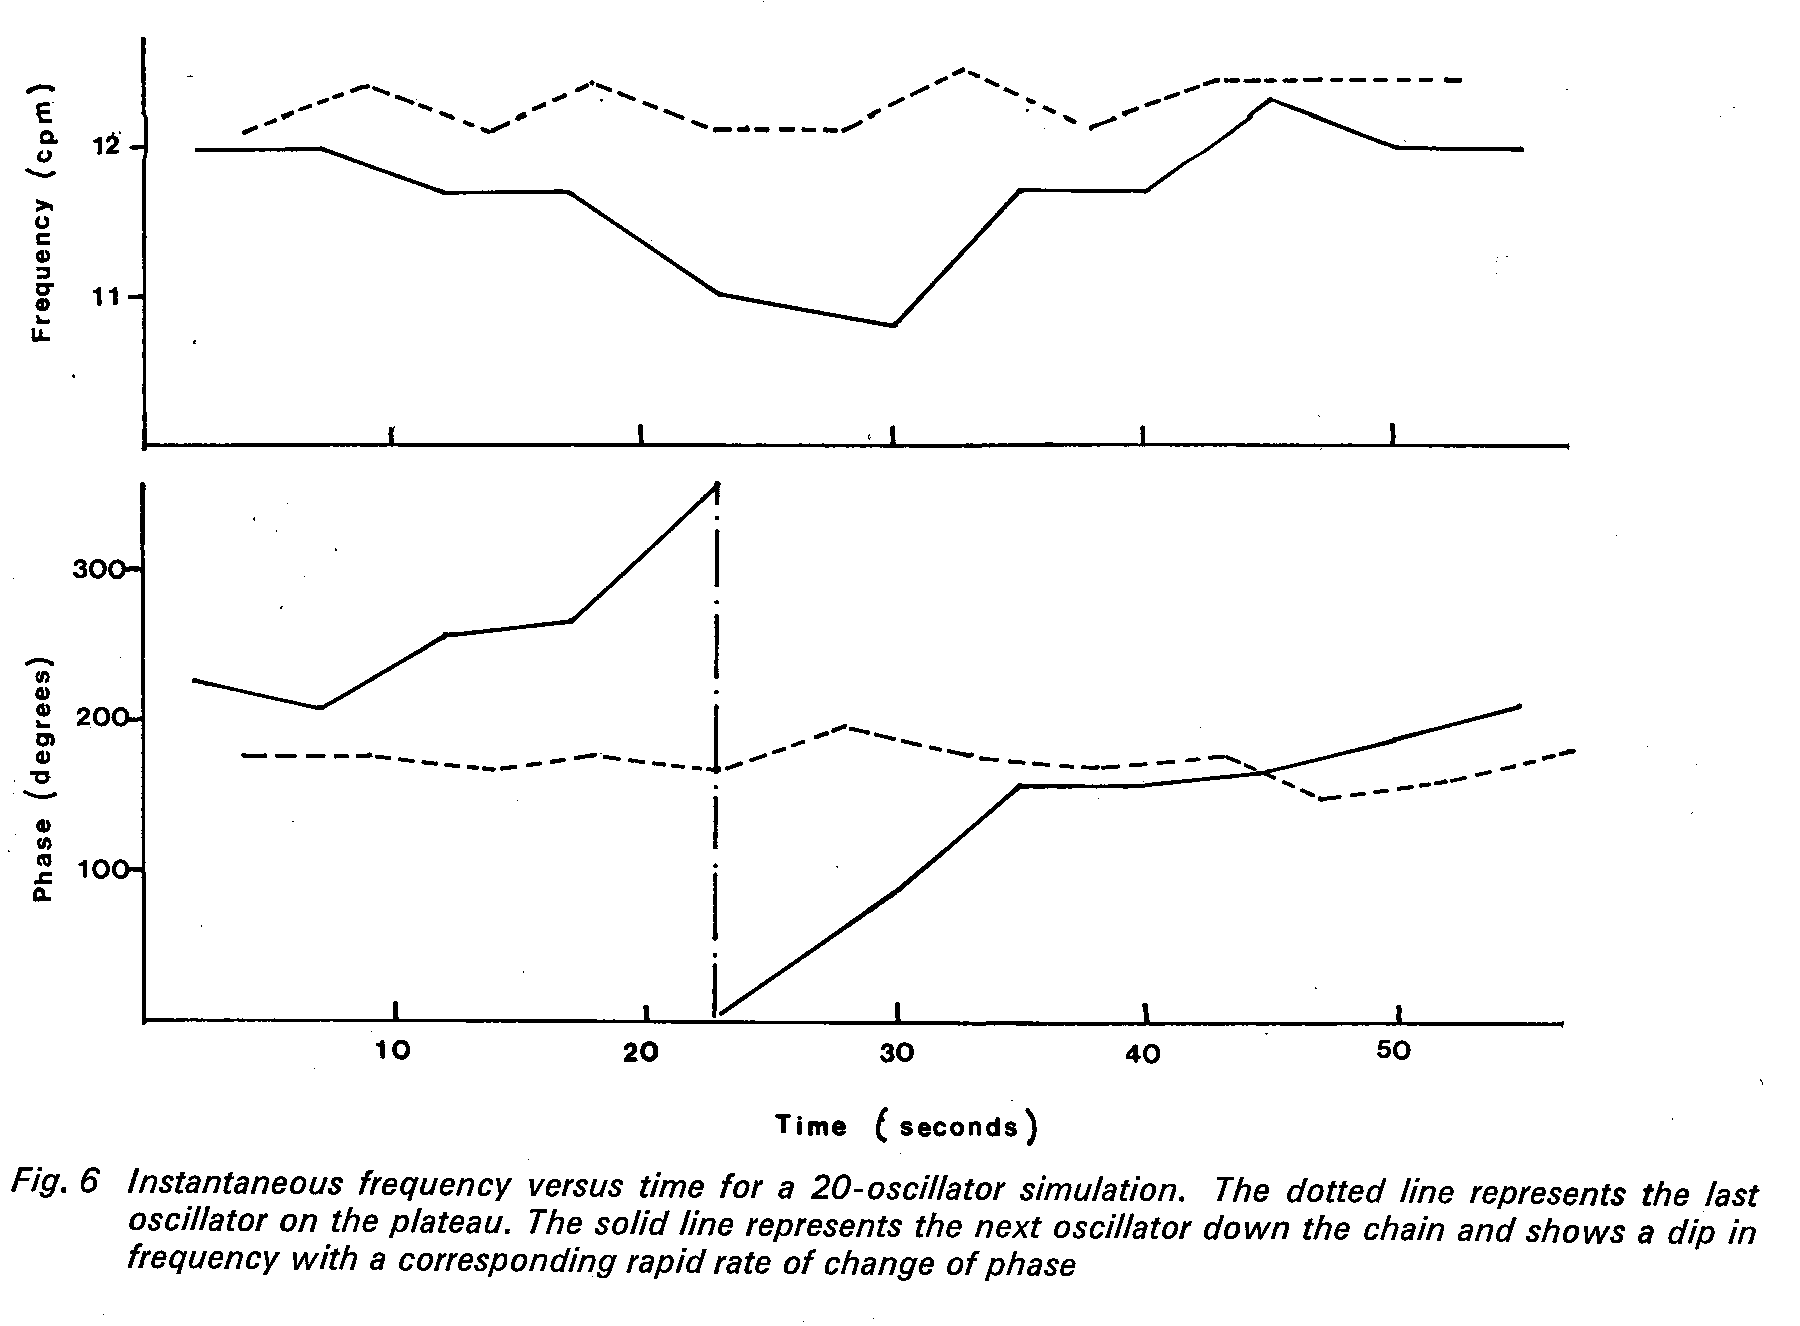 Frequency (cpm)
12
11
Phase (degrees)
300
200
100
10 20 30 40 50
Time (seconds)
Fig. 6 Instantaneous frequency versus time for a 20-oscillator simulation. The dotted line represents the last
oscillator on the plateau. The solid line represents the next oscillator down the chain and shows a dip in
frequency with a corresponding rapid rate of change of phase